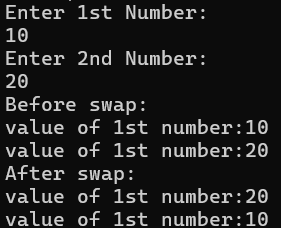 Enter 1st Number:
10
Enter 2nd Number:
20
Before swap:
value of 1st number:10
value of 1st number:20
After swap:
value of 1st number:20
value of 1st number:10